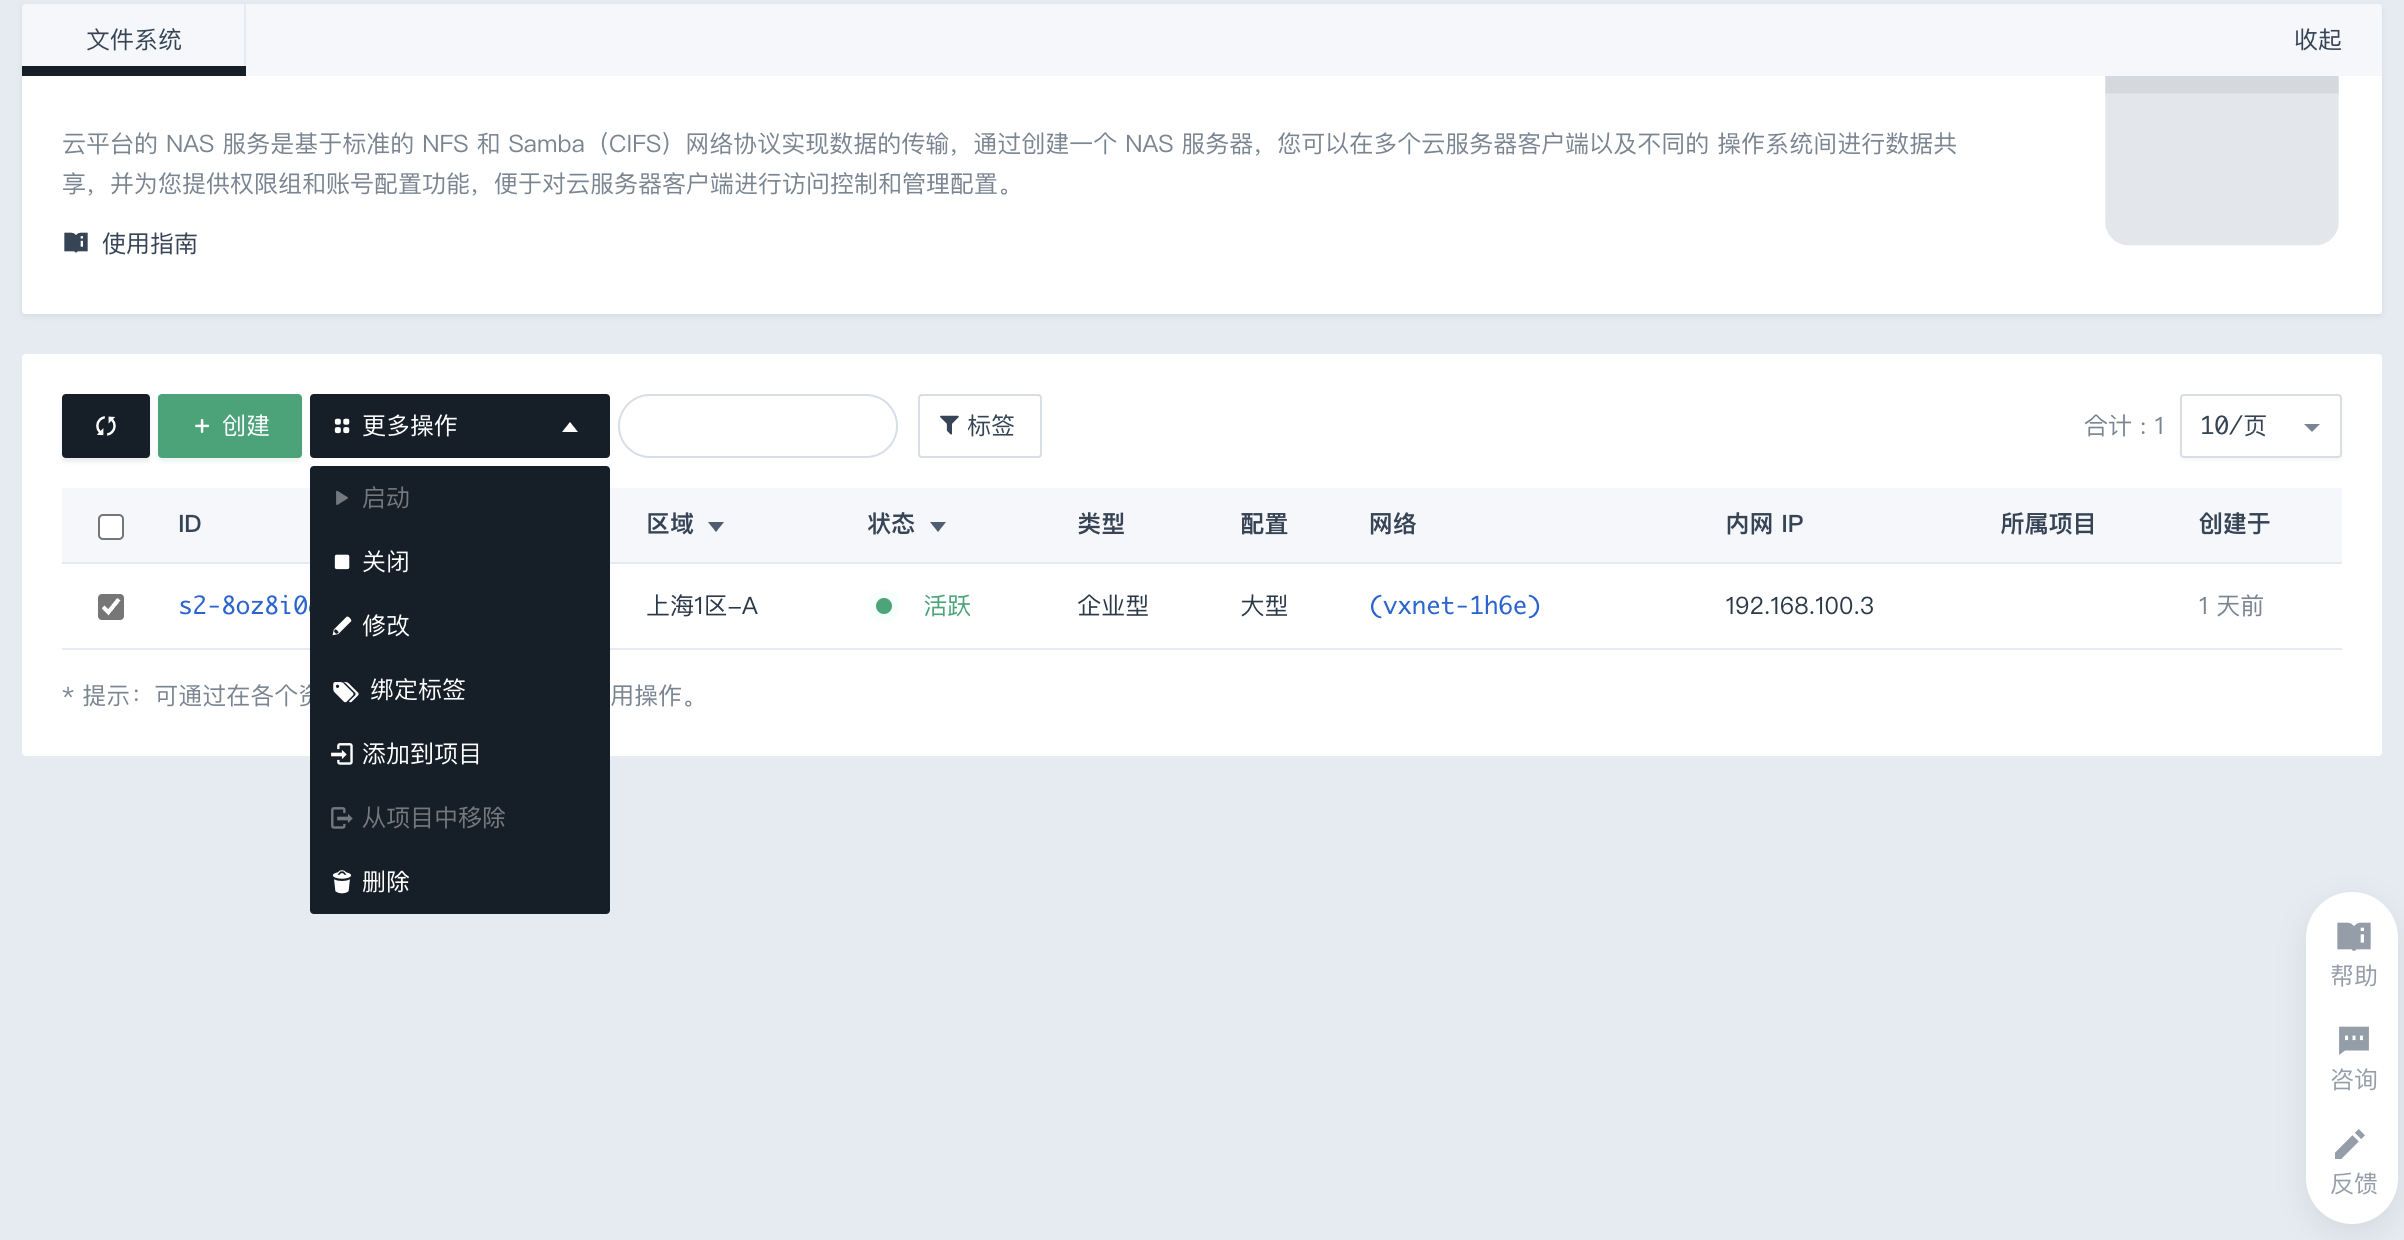 文件系统
收起
云平台的 NAS 服务是基于标准的 NFS 和 Samba（CIFS）网络协议实现数据的传输，通过创建一个 NAS 服务器，您可以在多个云服务器客户端以及不同的 操作系统间进行数据共
享，并为您提供权限组和账号配置功能，便于对云服务器客户端进行访问控制和管理配置。
使用指南
+ 创建
更多操作
标签
合计 : 1
10/页
ID
区域
状态
类型
配置
网络
内网 IP
所属项目
创建于
s2-8oz8i0
上海1区-A
活跃
企业型
大型
(vxnet-1h6e)
192.168.100.3
1 天前
* 提示：可通过在各个
用操作。
启动
关闭
修改
绑定标签
添加到项目
从项目中移除
删除
帮助
咨询
反馈